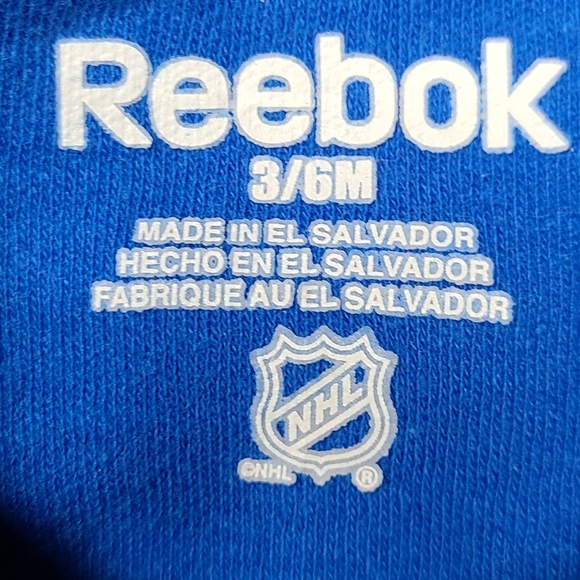 Reebok
3/6M
MADE IN EL SALVADOR
HECHO EN EL SALVADOR
FABRIQUE AU EL SALVADOR
NHL
©NHL ®